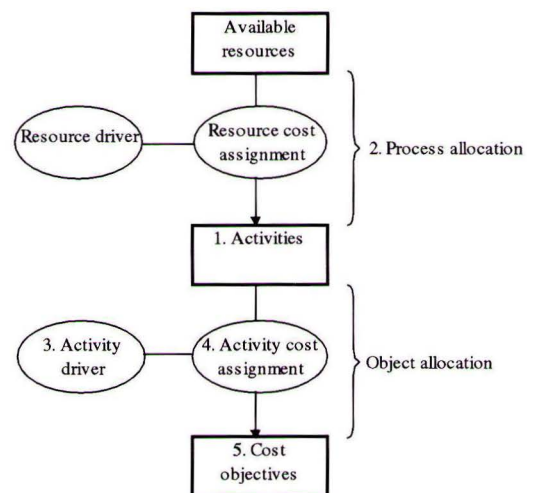 Available
resources
Resource driver
Resource cost
assignment
2. Process allocation
1. Activities
3. Activity
driver
4. Activity cost
assignment
Object allocation
5. Cost
objectives